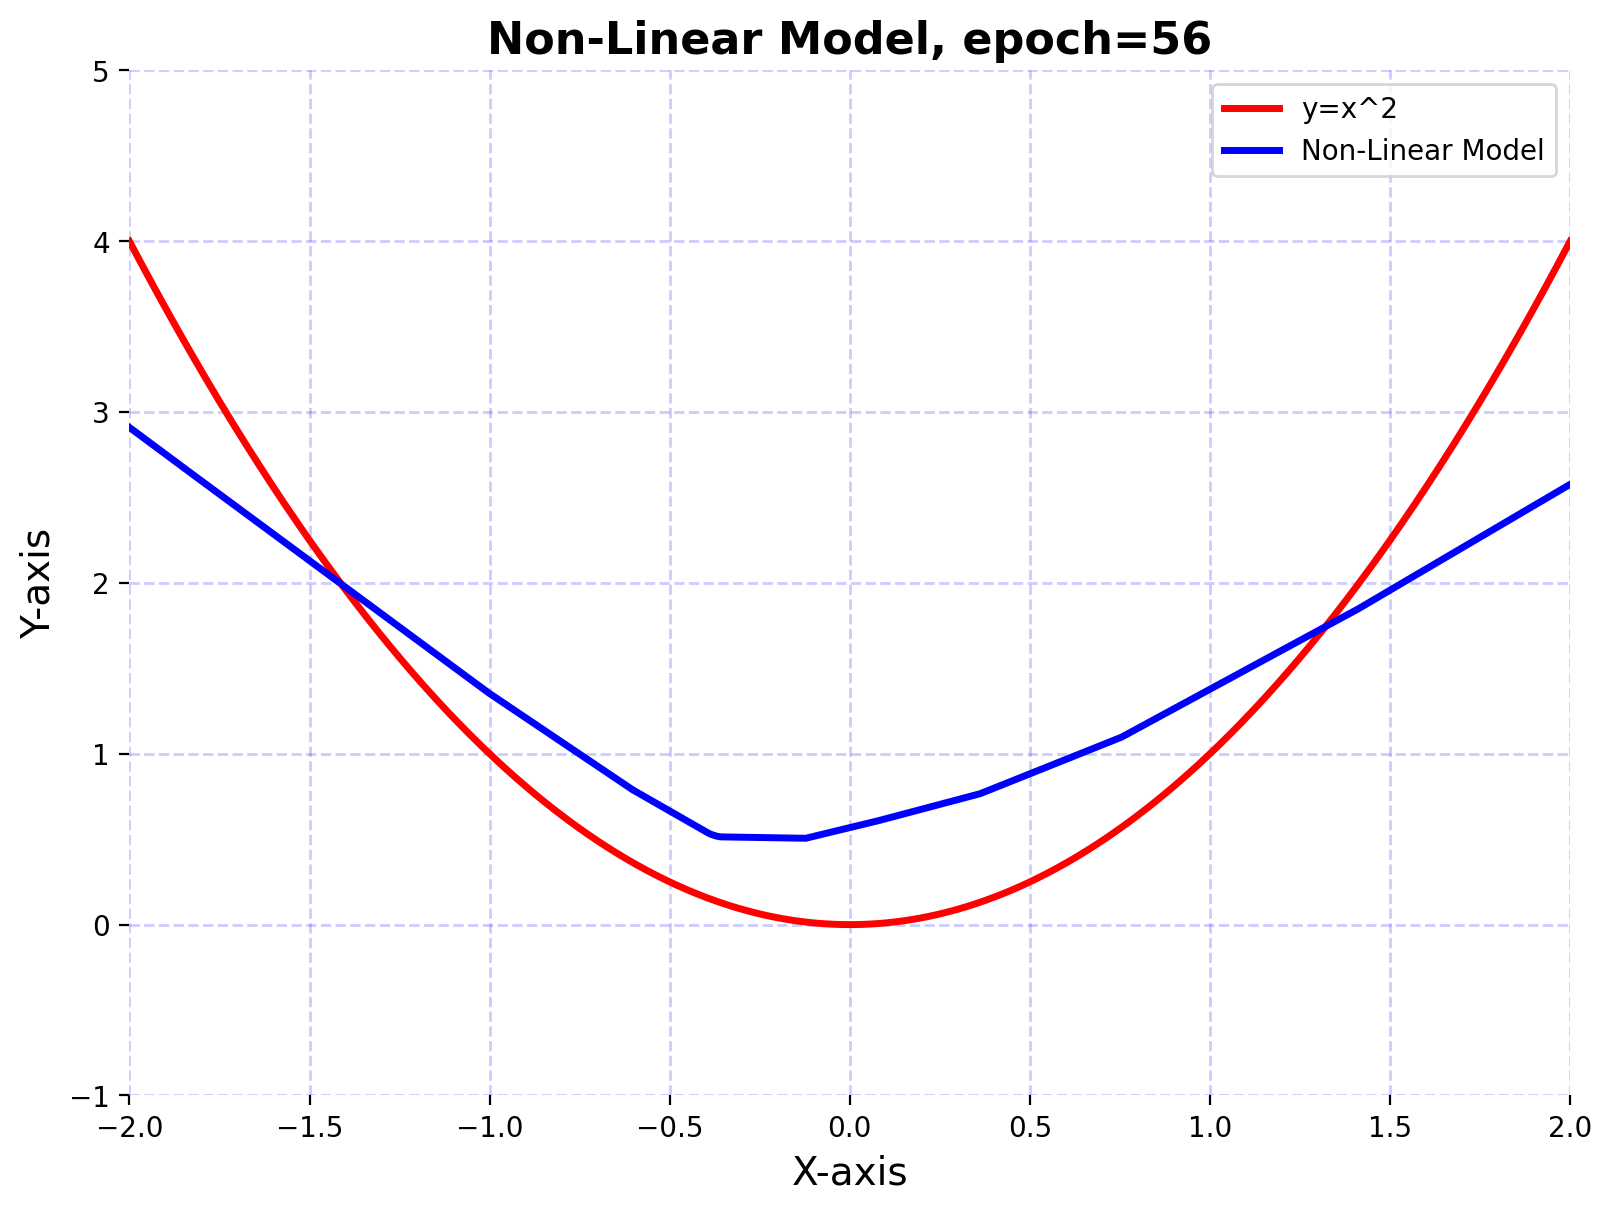 Non-Linear Model, epoch=56
y=x^2
Non-Linear Model
Y-axis
5
4
3
2
1
0
−1
−2.0 −1.5 −1.0 −0.5 0.0 0.5 1.0 1.5 2.0
X-axis